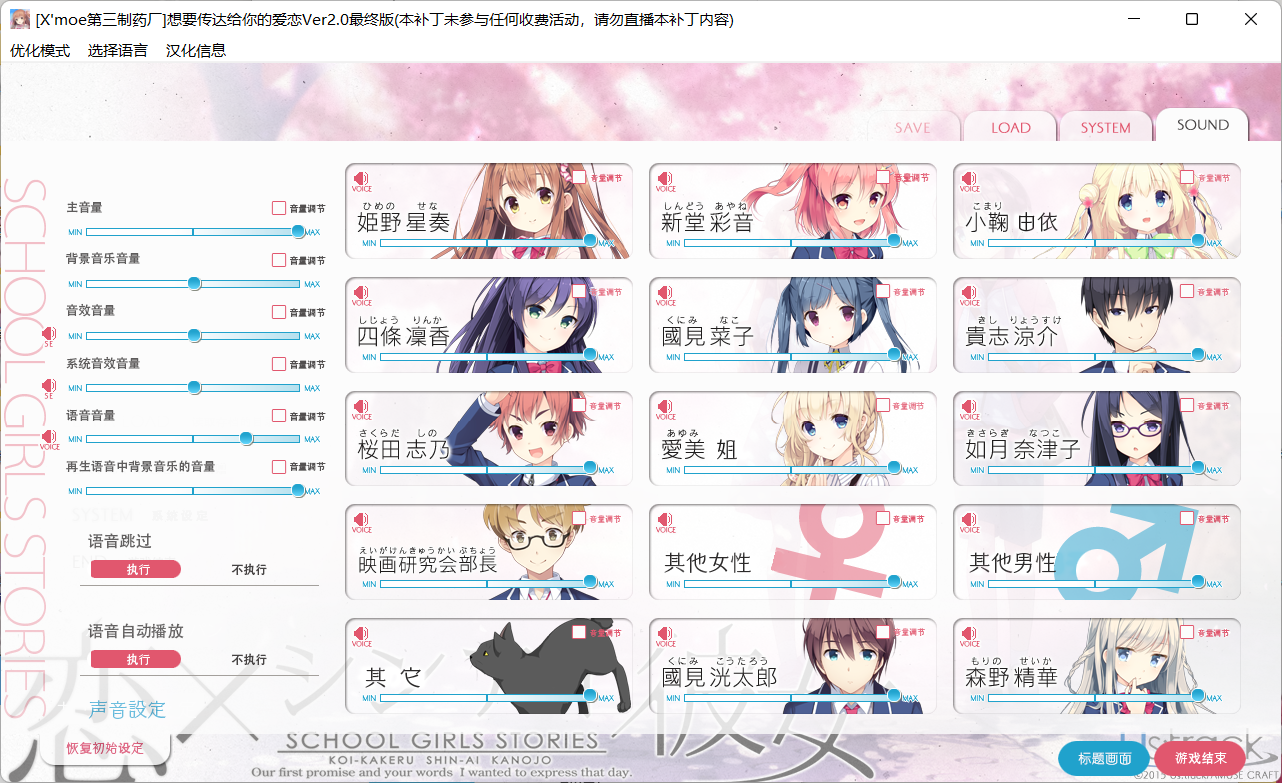 [X'moe第三制药厂]想要传达给你的爱恋Ver2.0最终版(本补丁未参与任何收费活动，请勿直播本补丁内容)
优化模式 选择语言 汉化信息
SAVE LOAD SYSTEM SOUND
SCHOOL GIRLS STORIES
主音量 音量调节
MIN MAX
背景音乐音量 音量调节
MIN MAX
音效音量 音量调节
SE MIN MAX
系统音效音量 音量调节
SE MIN MAX
语音音量 音量调节
VOICE MIN MAX
再生语音中背景音乐的音量 音量调节
MIN MAX
SYSTEM
语音跳过
执行 不执行
语音自动播放
执行 不执行
声音設定
恢复初始设定
VOICE 音量调节
ひめの せな
姫野 星奏
MIN MAX
VOICE 音量调节
しんどう あやね
新堂 彩音
MIN MAX
VOICE 音量调节
こまり
小鞠 由依
MIN MAX
VOICE 音量调节
しじょう りんか
四條 凜香
MIN MAX
VOICE 音量调节
くにみ なこ
國見 菜子
MIN MAX
VOICE 音量调节
きし りょうすけ
貴志 涼介
MIN MAX
VOICE 音量调节
さくらだ しの
桜田 志乃
MIN MAX
VOICE 音量调节
あゆみ
愛美 姐
MIN MAX
VOICE 音量调节
きさらぎ なつこ
如月 奈津子
MIN MAX
VOICE 音量调节
えいがけんきゅうかい ぶちょう
映画研究会部長
MIN MAX
VOICE 音量调节
其他女性
MIN MAX
VOICE 音量调节
其他男性
MIN MAX
VOICE 音量调节
其 它
MIN MAX
VOICE 音量调节
くにみ こうたろう
國見 洸太郎
MIN MAX
VOICE 音量调节
もりの せいか
森野 精華
MIN MAX
恋×シンアイ彼女
SCHOOL GIRLS STORIES
KOI-KAKERU SHIN-AI KANOJO
Our first promise and your words I wanted to express that day.
Us:track
标题画面 游戏结束
©2015 Us:track/AMUSE CRAFT